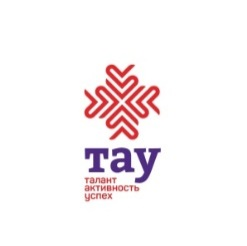 тау
талант
активность
успех